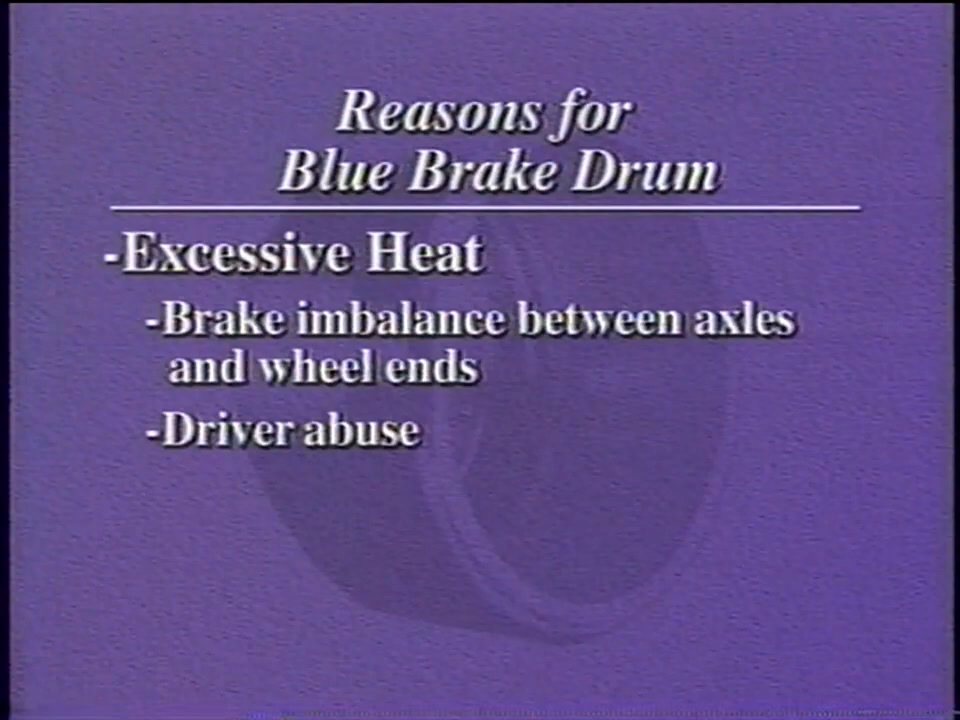 Reasons for
Blue Brake Drum
-Excessive Heat
-Brake imbalance between axles
and wheel ends
-Driver abuse